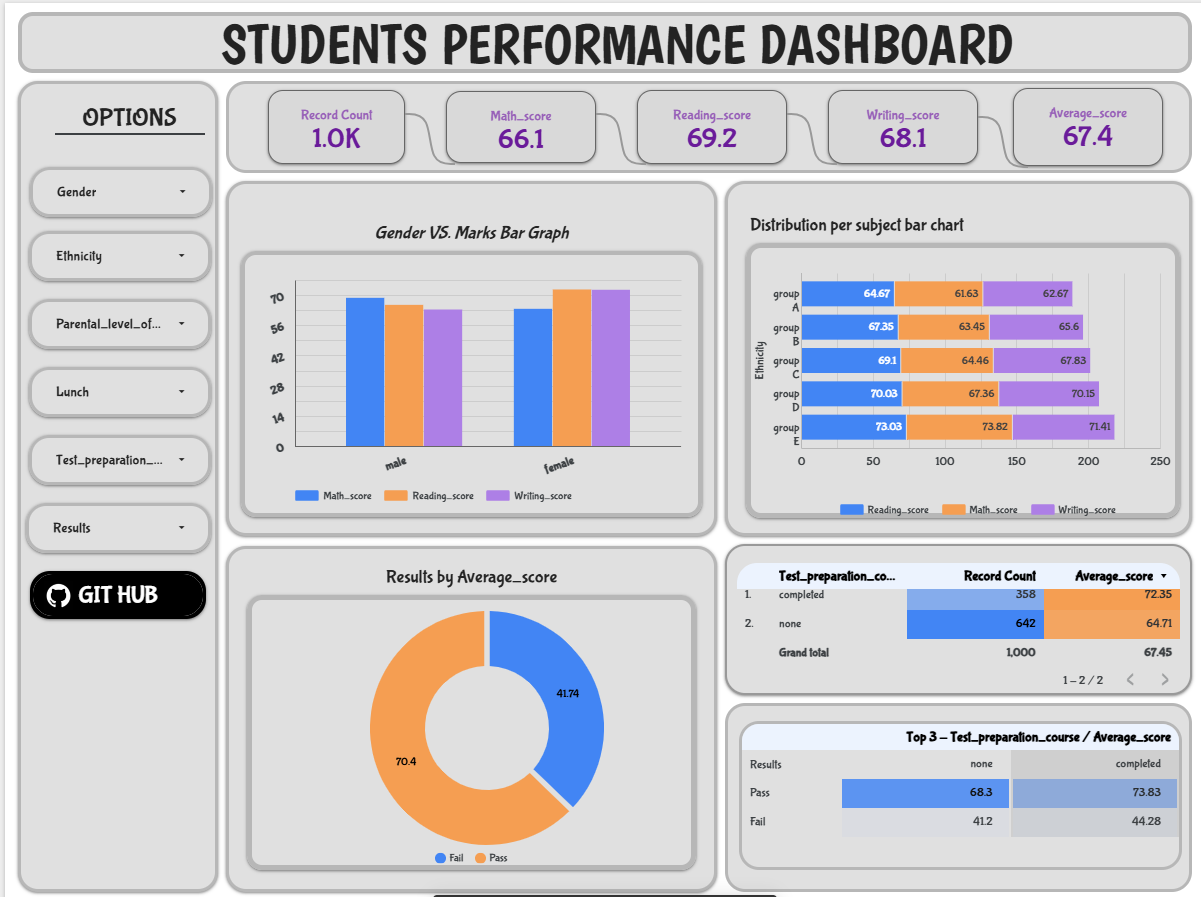 STUDENTS PERFORMANCE DASHBOARD
OPTIONS
Gender
Ethnicity
Parental_level_of...
Lunch
Test_preparation_...
Results
GIT HUB
Record Count
1.0K
Math_score
66.1
Reading_score
69.2
Writing_score
68.1
Average_score
67.4
Gender VS. Marks Bar Graph
70
56
42
28
14
0
male female
Math_score Reading_score Writing_score
Distribution per subject bar chart
Ethnicity
group A 64.67 61.63 62.67
group B 67.35 63.45 65.6
group C 69.1 64.46 67.83
group D 70.03 67.36 70.15
group E 73.03 73.82 71.41
0 50 100 150 200 250
Reading_score Math_score Writing_score
Results by Average_score
41.74
70.4
Fail Pass
Test_preparation_co... Record Count Average_score
1. completed 358 72.35
2. none 642 64.71
Grand total 1,000 67.45
1 - 2 / 2
Top 3 - Test_preparation_course / Average_score
Results none completed
Pass 68.3 73.83
Fail 41.2 44.28